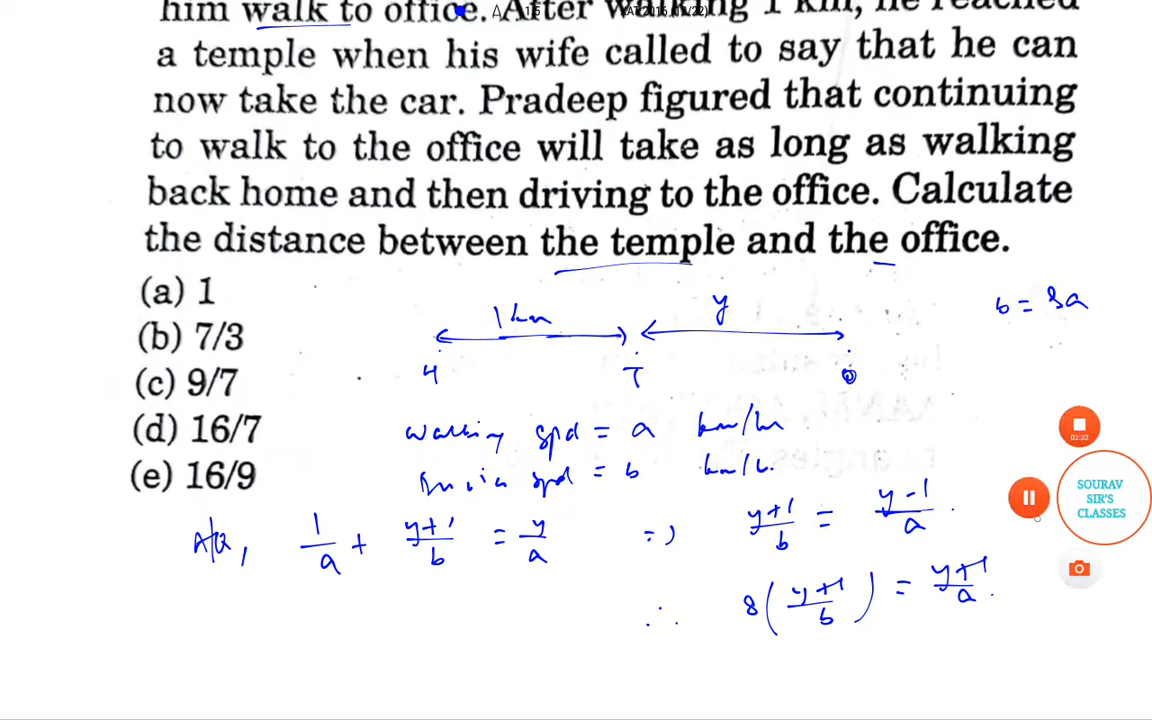 him walk to office. After walking 1 km, he reached
a temple when his wife called to say that he can
now take the car. Pradeep figured that continuing
to walk to the office will take as long as walking
back home and then driving to the office. Calculate
the distance between the temple and the office.
(a) 1
(b) 7/3
(c) 9/7
(d) 16/7
(e) 16/9
1 km y b = 8a
H T O
walking spd = a km/hr
spd = b km/h.
A/Q, 1/a + y+1/b = y/a => y+1/b = y-1/a.
∴ 8(y+1/b) = y+1/a.
02:32
SOURAV
SIR'S
CLASSES